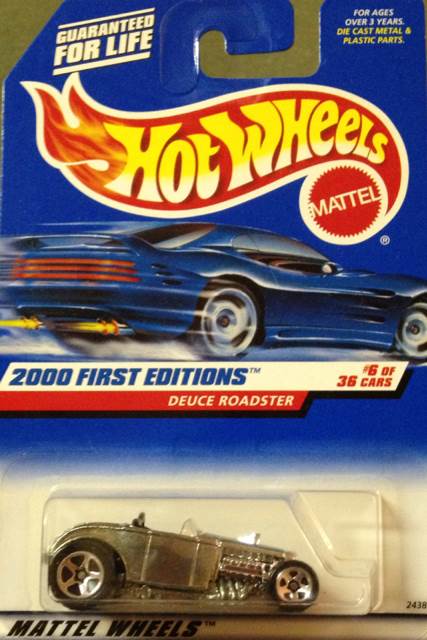 GUARANTEED
FOR LIFE
FOR AGES
OVER 3 YEARS.
DIE CAST METAL &
PLASTIC PARTS.
HOT WHEELS
MATTEL
®
2000 FIRST EDITIONS™
#6 OF
36 CARS
DEUCE ROADSTER
2438
MATTEL WHEELS™